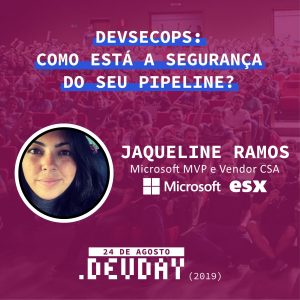 DEVSECOPS:
COMO ESTÁ A SEGURANÇA
DO SEU PIPELINE?
JAQUELINE RAMOS
Microsoft MVP e Vendor CSA
Microsoft esx
24 DE AGOSTO
.DEVDAY (2019)